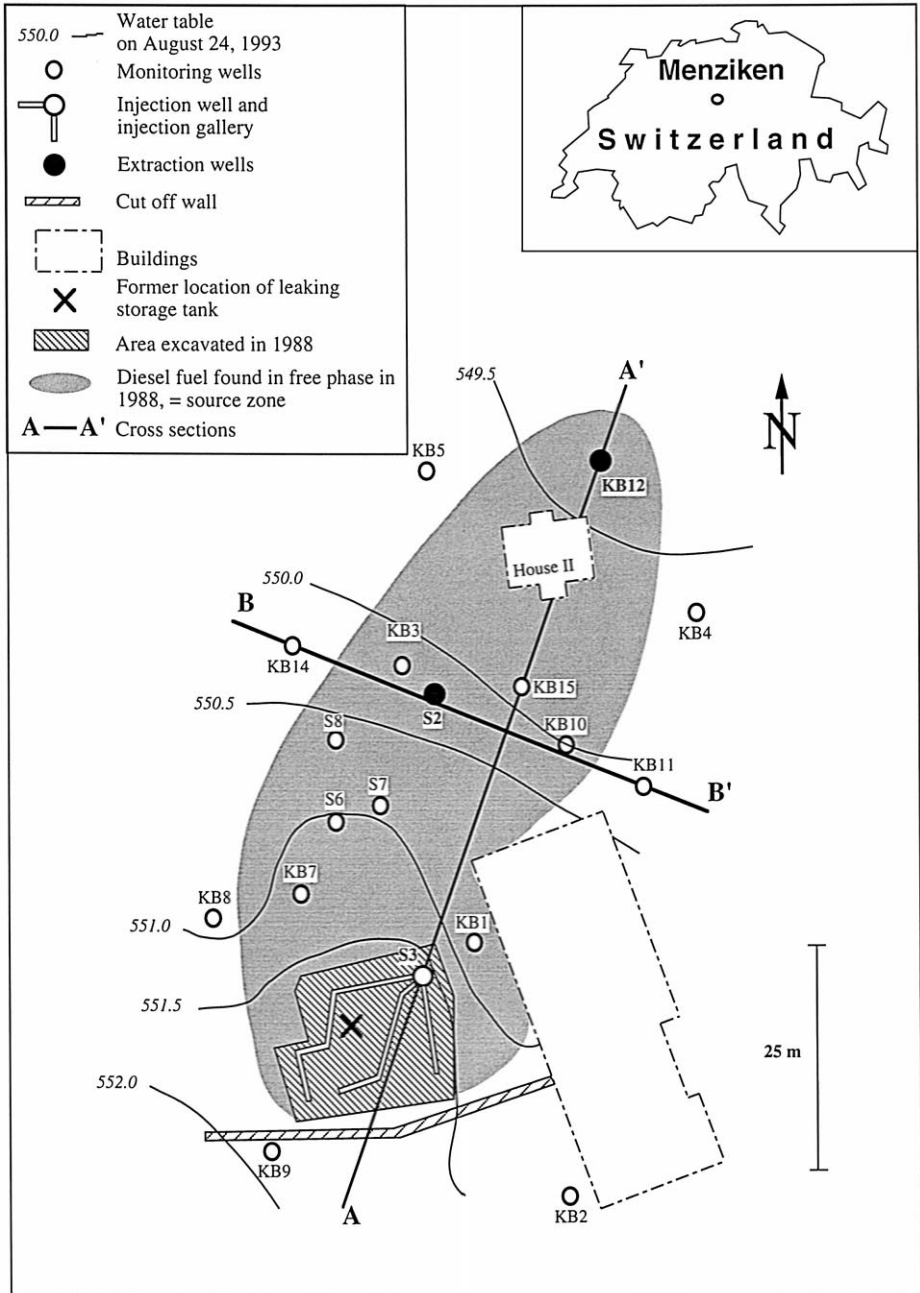 550.0
Water table
on August 24, 1993
Monitoring wells
Injection well and
injection gallery
Extraction wells
Cut off wall
Buildings
Former location of leaking
storage tank
Area excavated in 1988
Diesel fuel found in free phase in
1988, = source zone
A — A' Cross sections
Menziken
Switzerland
549.5
A'
N
KB5
KB12
550.0
House II
B
KB3
KB4
KB14
KB15
550.5
S2
S8
KB10
KB11
B'
S7
S6
KB7
KB8
551.0
KB1
S3
551.5
25 m
552.0
KB9
A
KB2